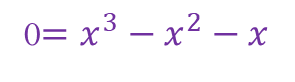 0= x³ − x² − x